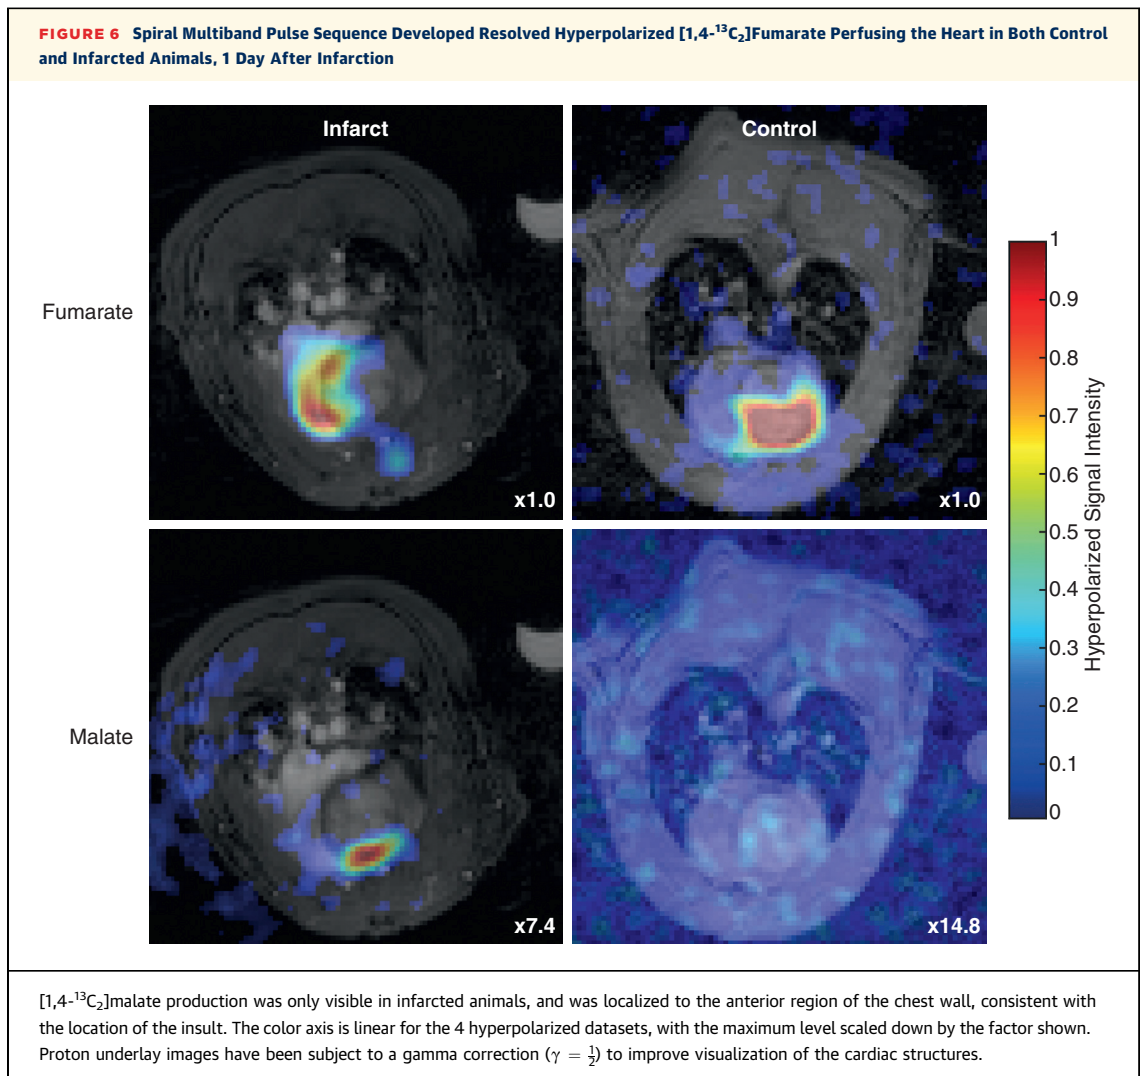 FIGURE 6 Spiral Multiband Pulse Sequence Developed Resolved Hyperpolarized [1,4-¹³C₂]Fumarate Perfusing the Heart in Both Control
and Infarcted Animals, 1 Day After Infarction
Infarct
Control
Fumarate
x1.0
x1.0
Malate
x7.4
x14.8
1
0.9
0.8
0.7
0.6
0.5
0.4
0.3
0.2
0.1
0
Hyperpolarized Signal Intensity
[1,4-¹³C₂]malate production was only visible in infarcted animals, and was localized to the anterior region of the chest wall, consistent with
the location of the insult. The color axis is linear for the 4 hyperpolarized datasets, with the maximum level scaled down by the factor shown.
Proton underlay images have been subject to a gamma correction (γ = ½) to improve visualization of the cardiac structures.